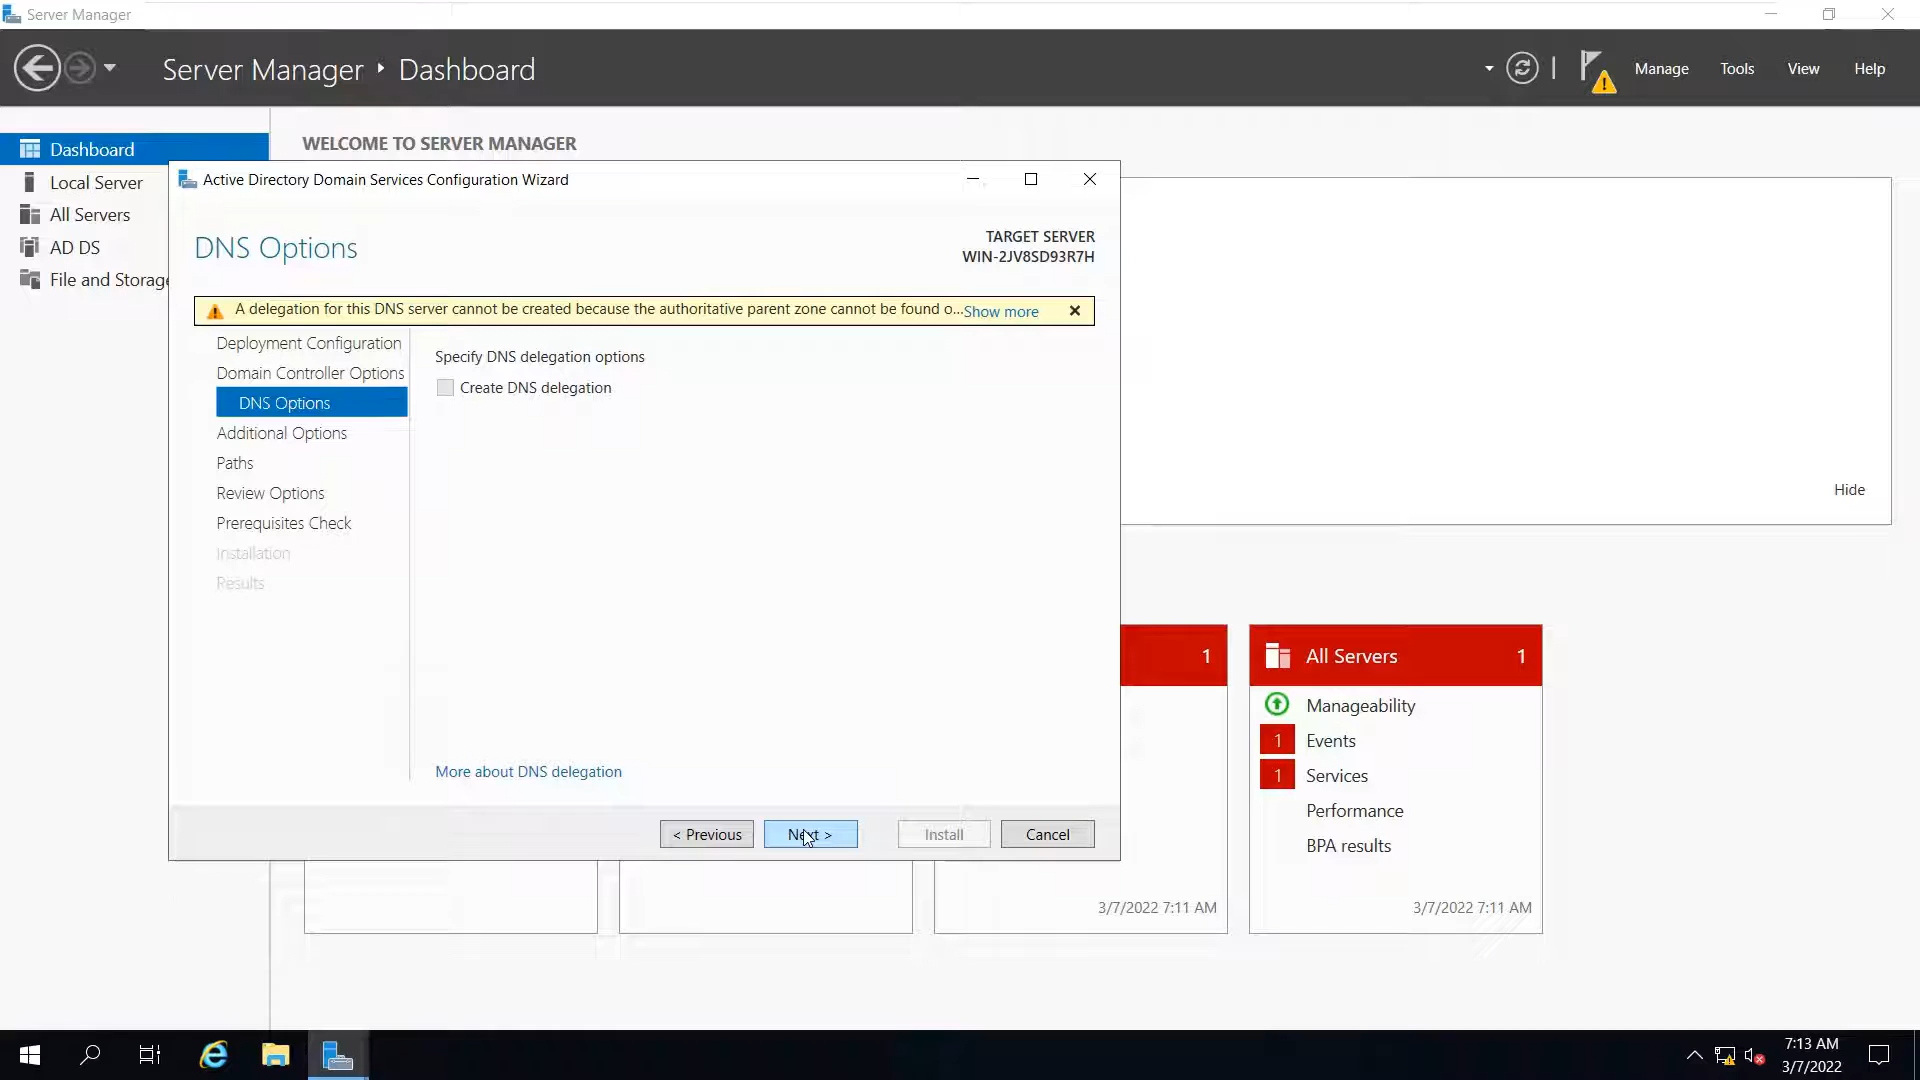 Server Manager
Server Manager ‣ Dashboard
Manage
Tools
View
Help
WELCOME TO SERVER MANAGER
Dashboard
Local Server
All Servers
AD DS
File and Storage
Active Directory Domain Services Configuration Wizard
DNS Options
TARGET SERVER
WIN-2JV8SD93R7H
A delegation for this DNS server cannot be created because the authoritative parent zone cannot be found o... Show more
Deployment Configuration
Domain Controller Options
DNS Options
Additional Options
Paths
Review Options
Prerequisites Check
Installation
Results
Specify DNS delegation options
Create DNS delegation
More about DNS delegation
< Previous
Next >
Install
Cancel
Hide
1
All Servers 1
Manageability
1 Events
1 Services
Performance
BPA results
3/7/2022 7:11 AM
3/7/2022 7:11 AM
7:13 AM
3/7/2022